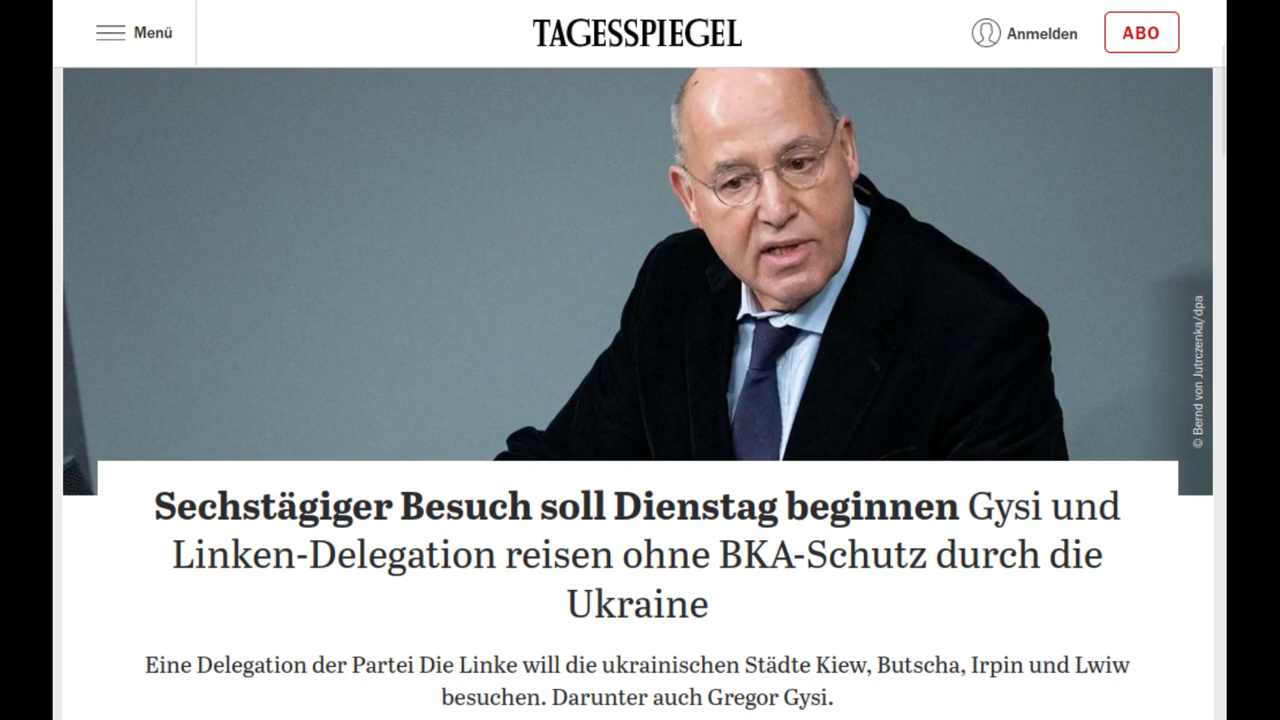 Menü
TAGESSPIEGEL
Anmelden
ABO
© Bernd von Jutrczenka/dpa
Sechstägiger Besuch soll Dienstag beginnen Gysi und
Linken-Delegation reisen ohne BKA-Schutz durch die
Ukraine
Eine Delegation der Partei Die Linke will die ukrainischen Städte Kiew, Butscha, Irpin und Lwiw
besuchen. Darunter auch Gregor Gysi.